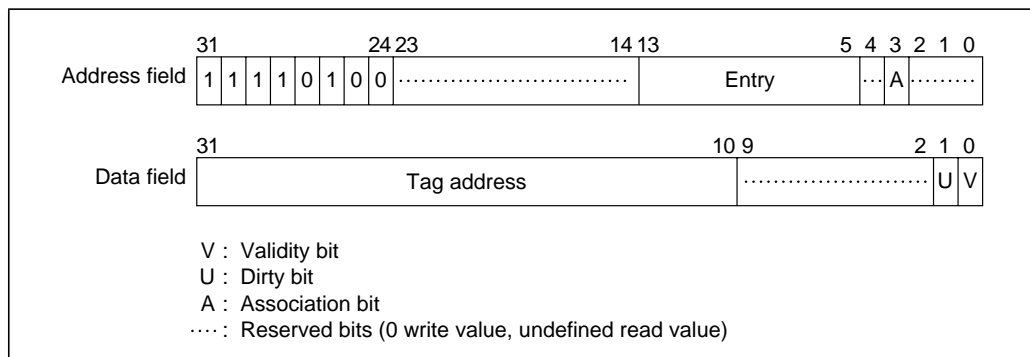 31 24 23 14 13 5 4 3 2 1 0
Address field 1 1 1 1 0 1 0 0 Entry A
31 10 9 2 1 0
Data field Tag address U V
V : Validity bit
U : Dirty bit
A : Association bit
···· : Reserved bits (0 write value, undefined read value)